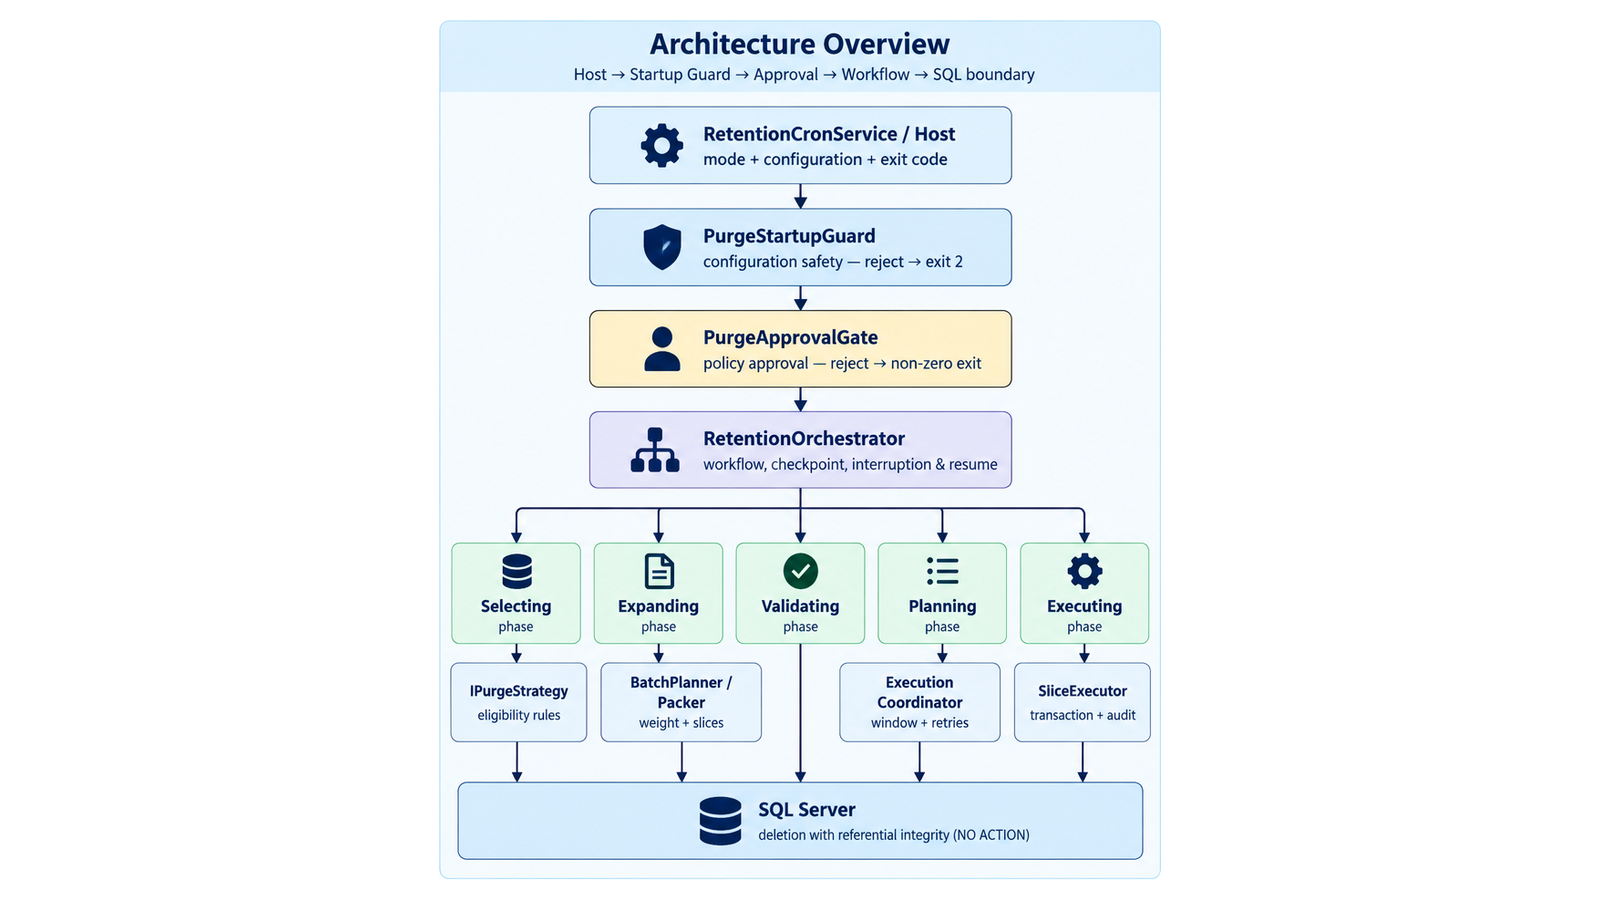 Architecture Overview
Host → Startup Guard → Approval → Workflow → SQL boundary
RetentionCronService / Host
mode + configuration + exit code
PurgeStartupGuard
configuration safety — reject → exit 2
PurgeApprovalGate
policy approval — reject → non-zero exit
RetentionOrchestrator
workflow, checkpoint, interruption & resume
Selecting
phase
Expanding
phase
Validating
phase
Planning
phase
Executing
phase
IPurgeStrategy
eligibility rules
BatchPlanner /
Packer
weight + slices
Execution
Coordinator
window + retries
SliceExecutor
transaction + audit
SQL Server
deletion with referential integrity (NO ACTION)